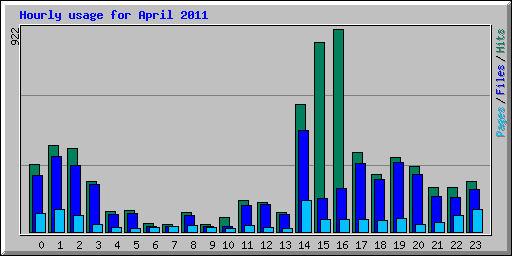 Hourly usage for April 2011
922
Pages / Files / Hits
0 1 2 3 4 5 6 7 8 9 10 11 12 13 14 15 16 17 18 19 20 21 22 23